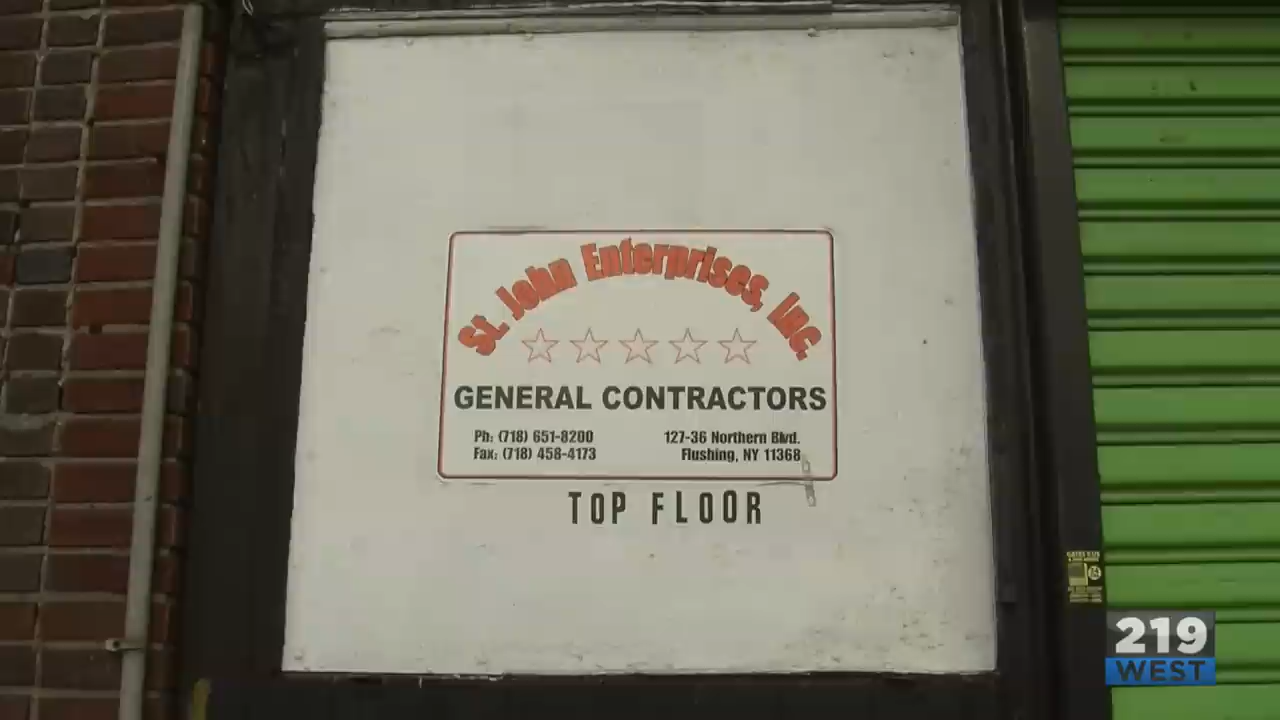 St. John Enterprises, Inc.
GENERAL CONTRACTORS
Ph: (718) 651-8200
Fax: (718) 458-4173
127-36 Northern Blvd.
Flushing, NY 11368
TOP FLOOR
219
WEST